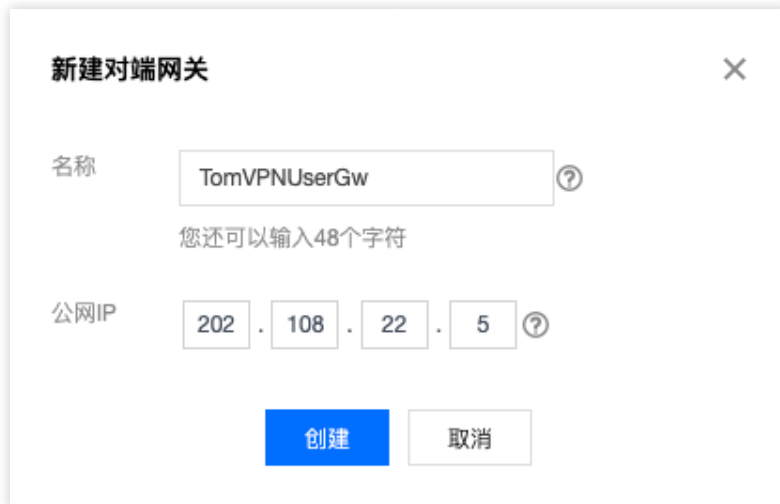 新建对端网关
名称 TomVPNUserGw
您还可以输入48个字符
公网IP 202 . 108 . 22 . 5
创建 取消